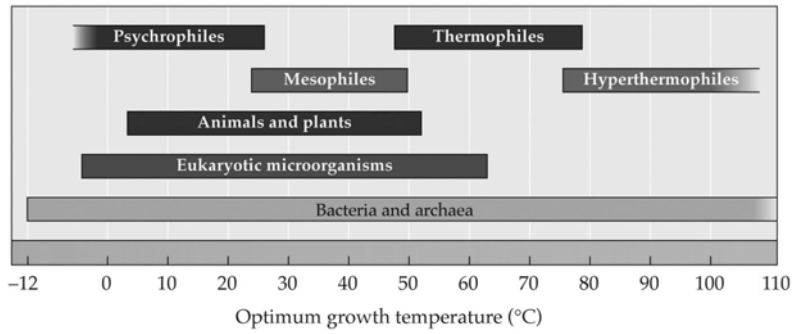 Psychrophiles Thermophiles
Mesophiles Hyperthermophiles
Animals and plants
Eukaryotic microorganisms
Bacteria and archaea
–12 0 10 20 30 40 50 60 70 80 90 100 110
Optimum growth temperature (°C)